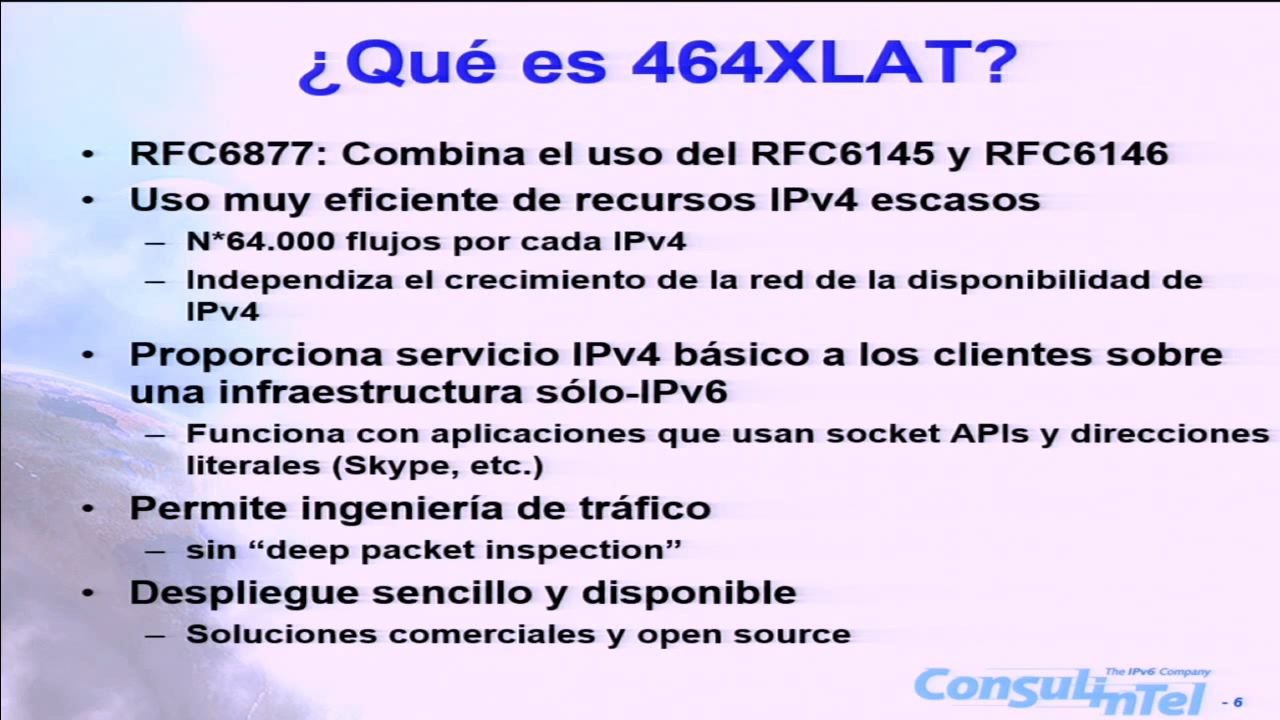 ¿Qué es 464XLAT?
• RFC6877: Combina el uso del RFC6145 y RFC6146
• Uso muy eficiente de recursos IPv4 escasos
– N*64.000 flujos por cada IPv4
– Independiza el crecimiento de la red de la disponibilidad de
IPv4
• Proporciona servicio IPv4 básico a los clientes sobre
una infraestructura sólo-IPv6
– Funciona con aplicaciones que usan socket APIs y direcciones
literales (Skype, etc.)
• Permite ingeniería de tráfico
– sin “deep packet inspection”
• Despliegue sencillo y disponible
– Soluciones comerciales y open source
The IPv6 Company
ConsulinTel
- 6